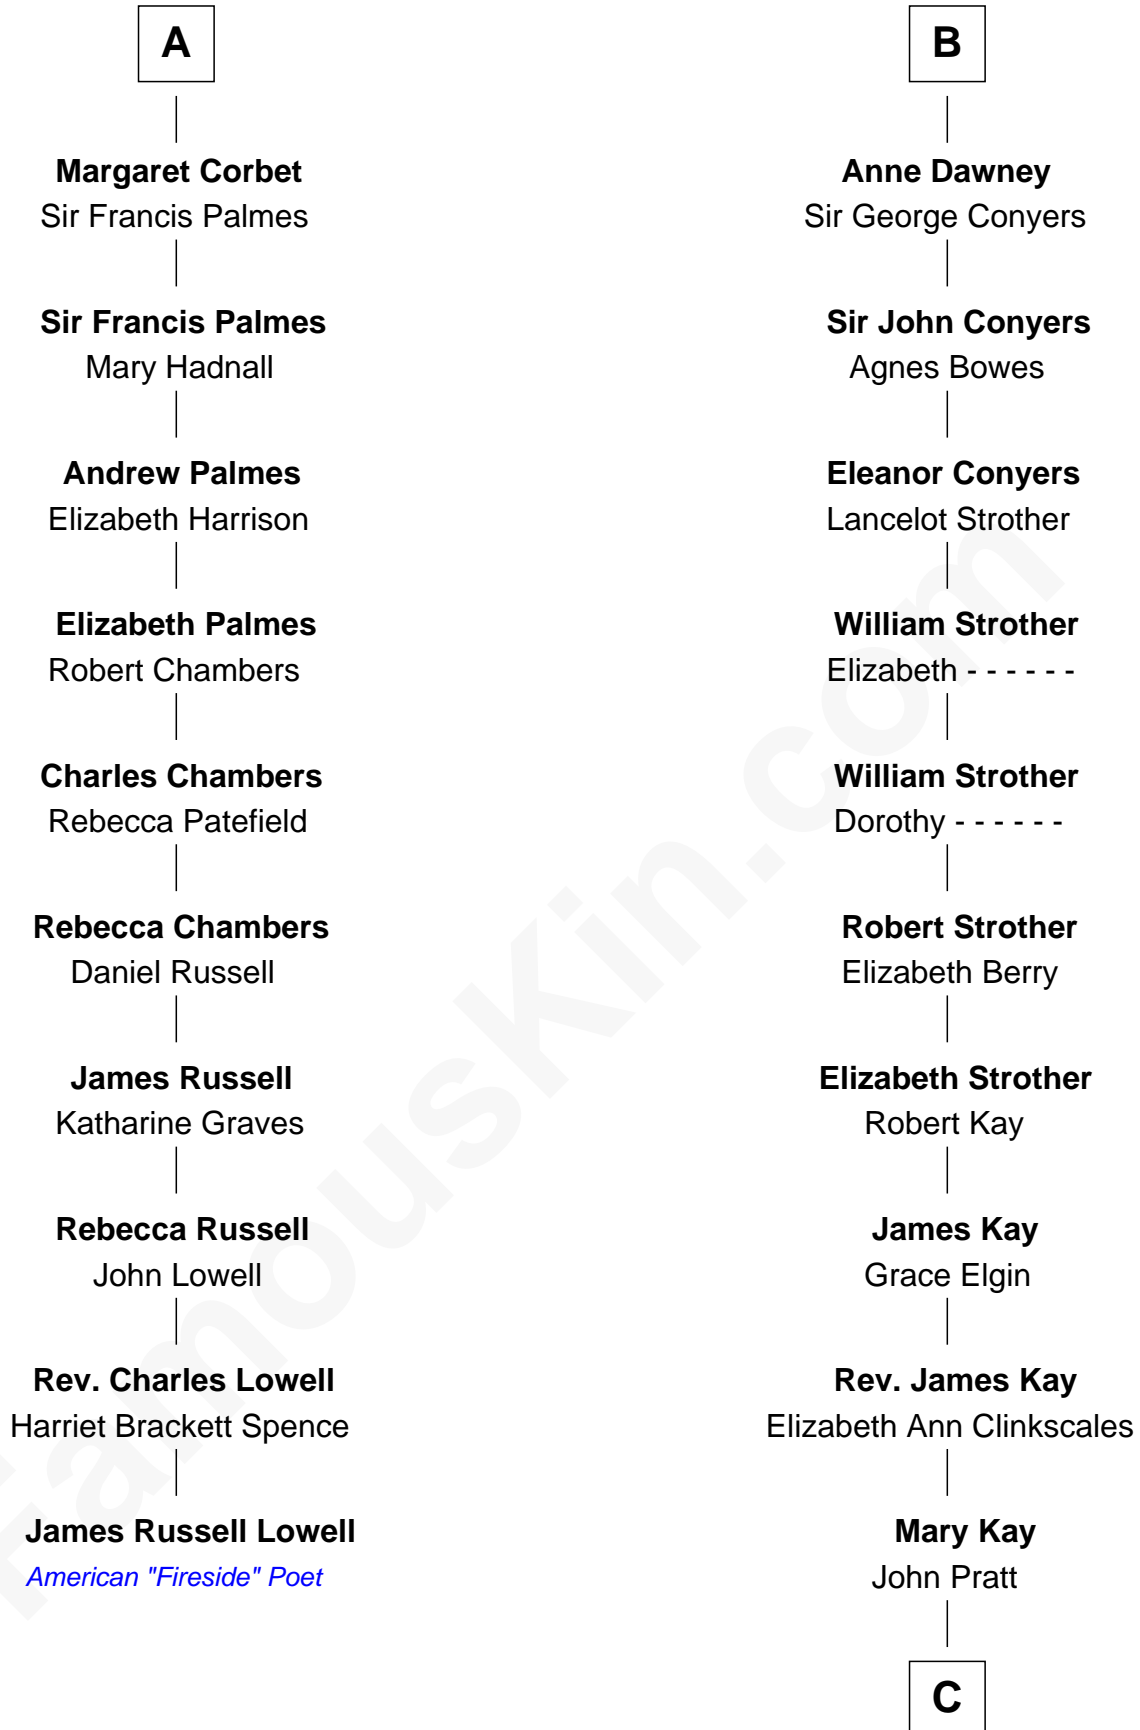 A
Margaret Corbet
Sir Francis Palmes
Sir Francis Palmes
Mary Hadnall
Andrew Palmes
Elizabeth Harrison
Elizabeth Palmes
Robert Chambers
Charles Chambers
Rebecca Patefield
Rebecca Chambers
Daniel Russell
James Russell
Katharine Graves
Rebecca Russell
John Lowell
Rev. Charles Lowell
Harriet Brackett Spence
James Russell Lowell
American "Fireside" Poet
B
Anne Dawney
Sir George Conyers
Sir John Conyers
Agnes Bowes
Eleanor Conyers
Lancelot Strother
William Strother
Elizabeth - - - - - -
William Strother
Dorothy - - - - - -
Robert Strother
Elizabeth Berry
Elizabeth Strother
Robert Kay
James Kay
Grace Elgin
Rev. James Kay
Elizabeth Ann Clinkscales
Mary Kay
John Pratt
C
FamousKin.com